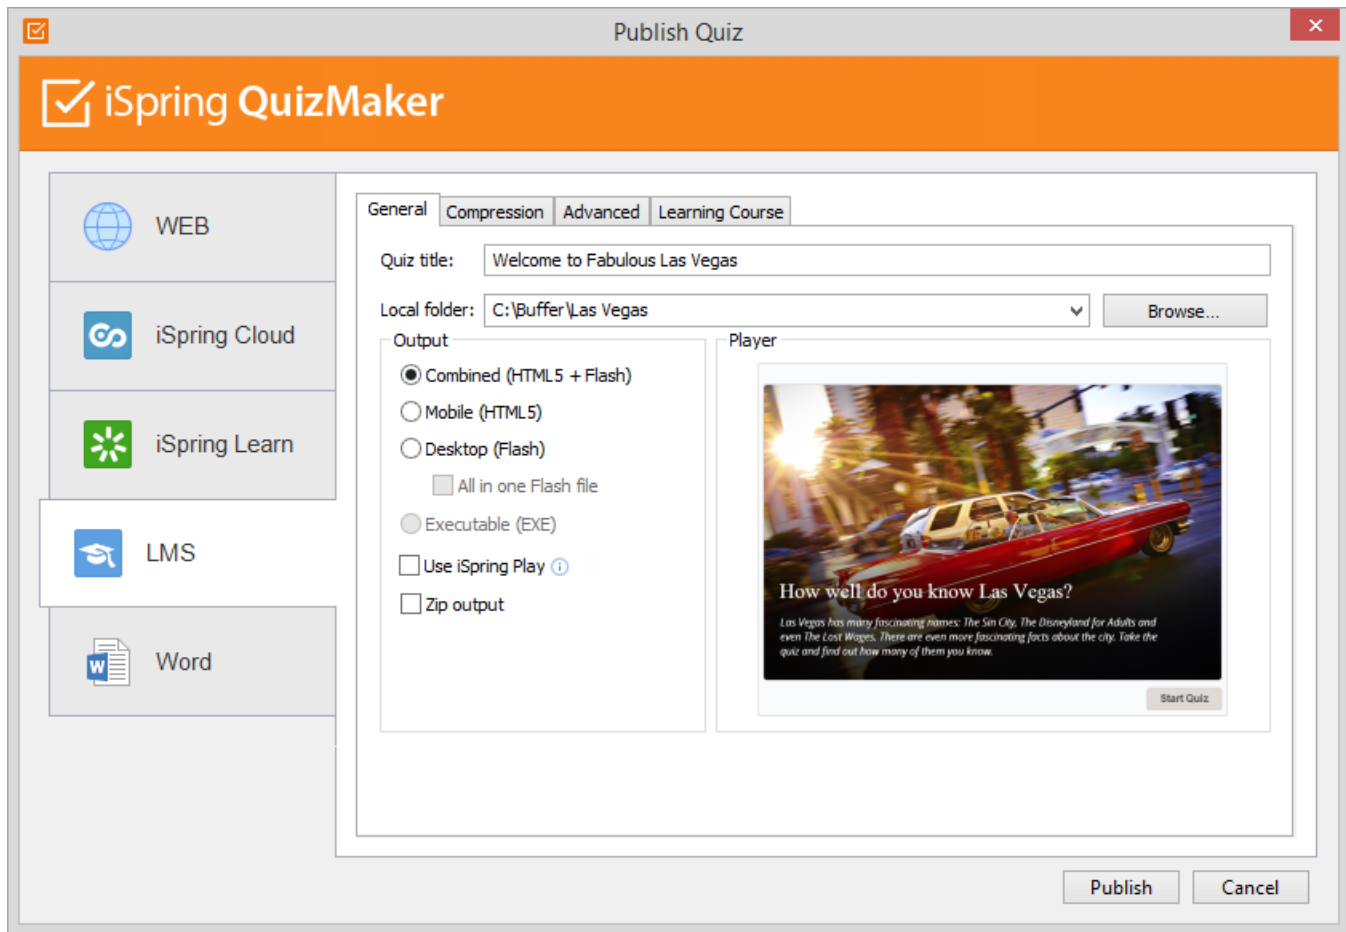 Publish Quiz
iSpring QuizMaker
WEB
iSpring Cloud
iSpring Learn
LMS
Word
General
Compression
Advanced
Learning Course
Quiz title:
Welcome to Fabulous Las Vegas
Local folder:
C:\Buffer\Las Vegas
Browse...
Output
Combined (HTML5 + Flash)
Mobile (HTML5)
Desktop (Flash)
All in one Flash file
Executable (EXE)
Use iSpring Play
Zip output
Player
How well do you know Las Vegas?
Las Vegas has many fascinating names: The Sin City, The Disneyland for Adults and
even The Lost Wages. There are even more fascinating facts about the city. Take the
quiz and find out how many of them you know.
Start Quiz
Publish
Cancel